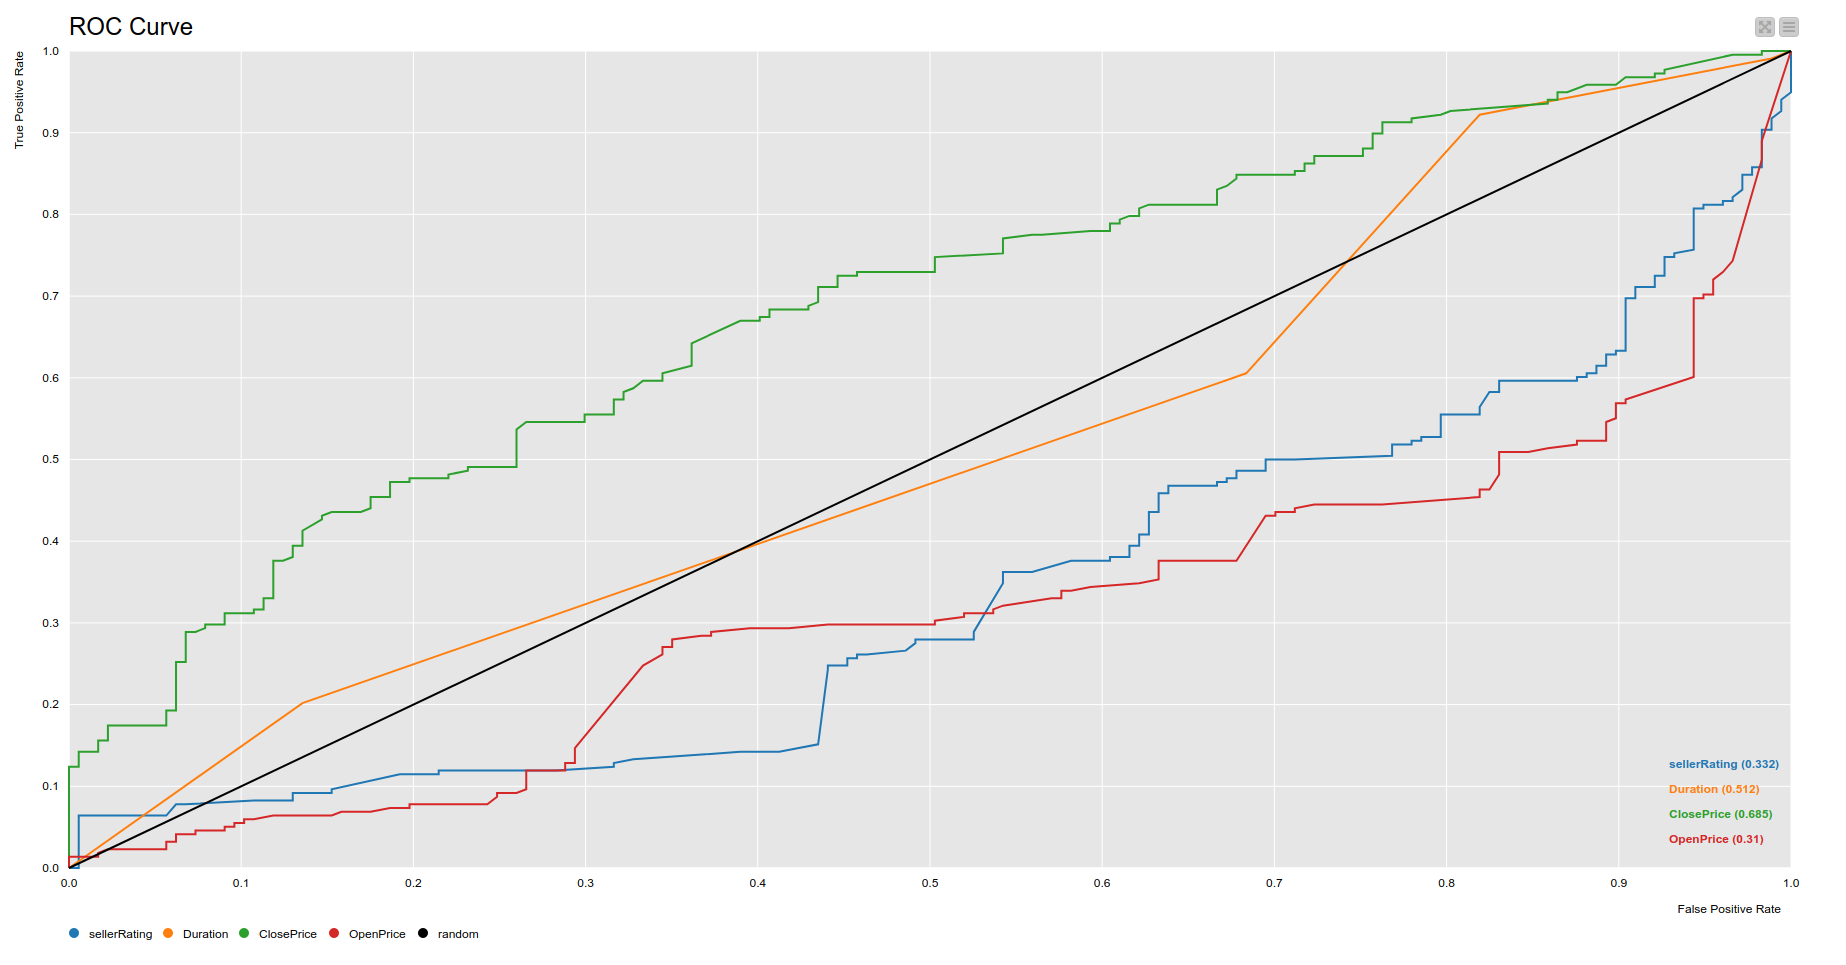 ROC Curve
True Positive Rate
1.0
0.9
0.8
0.7
0.6
0.5
0.4
0.3
0.2
0.1
0.0
sellerRating (0.332)
Duration (0.512)
ClosePrice (0.685)
OpenPrice (0.31)
0.0 0.1 0.2 0.3 0.4 0.5 0.6 0.7 0.8 0.9 1.0
False Positive Rate
sellerRating Duration ClosePrice OpenPrice random